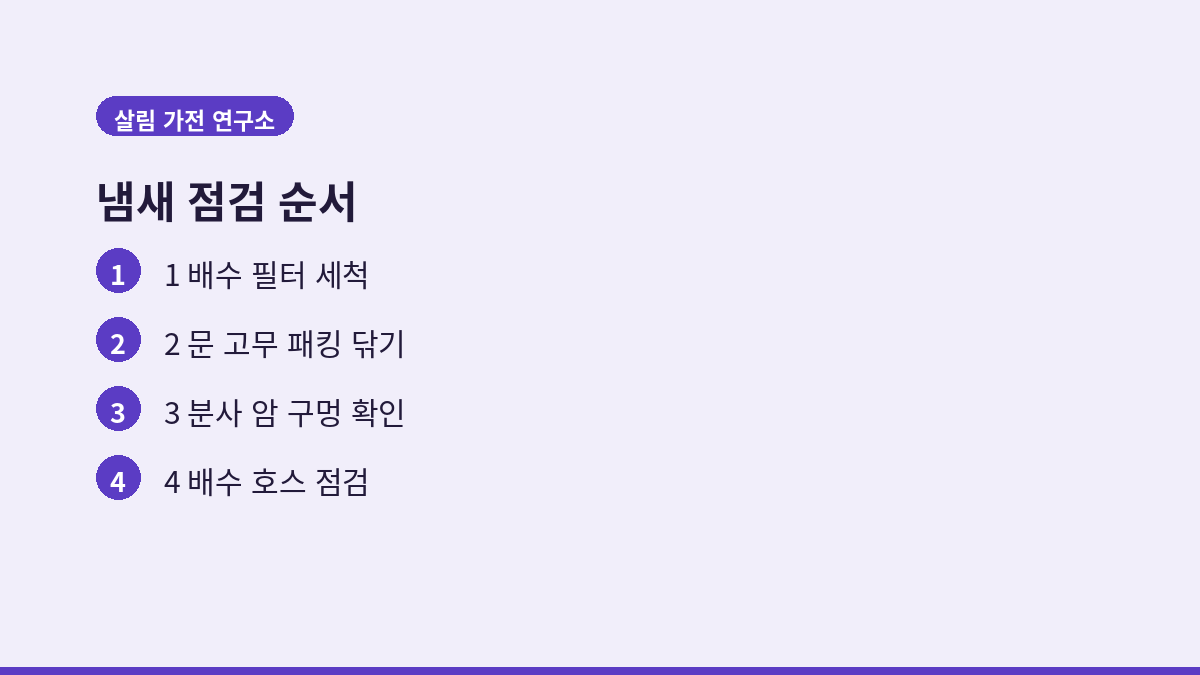 살림 가전 연구소
냄새 점검 순서
1 1 배수 필터 세척
2 2 문 고무 패킹 닦기
3 3 분사 암 구멍 확인
4 4 배수 호스 점검